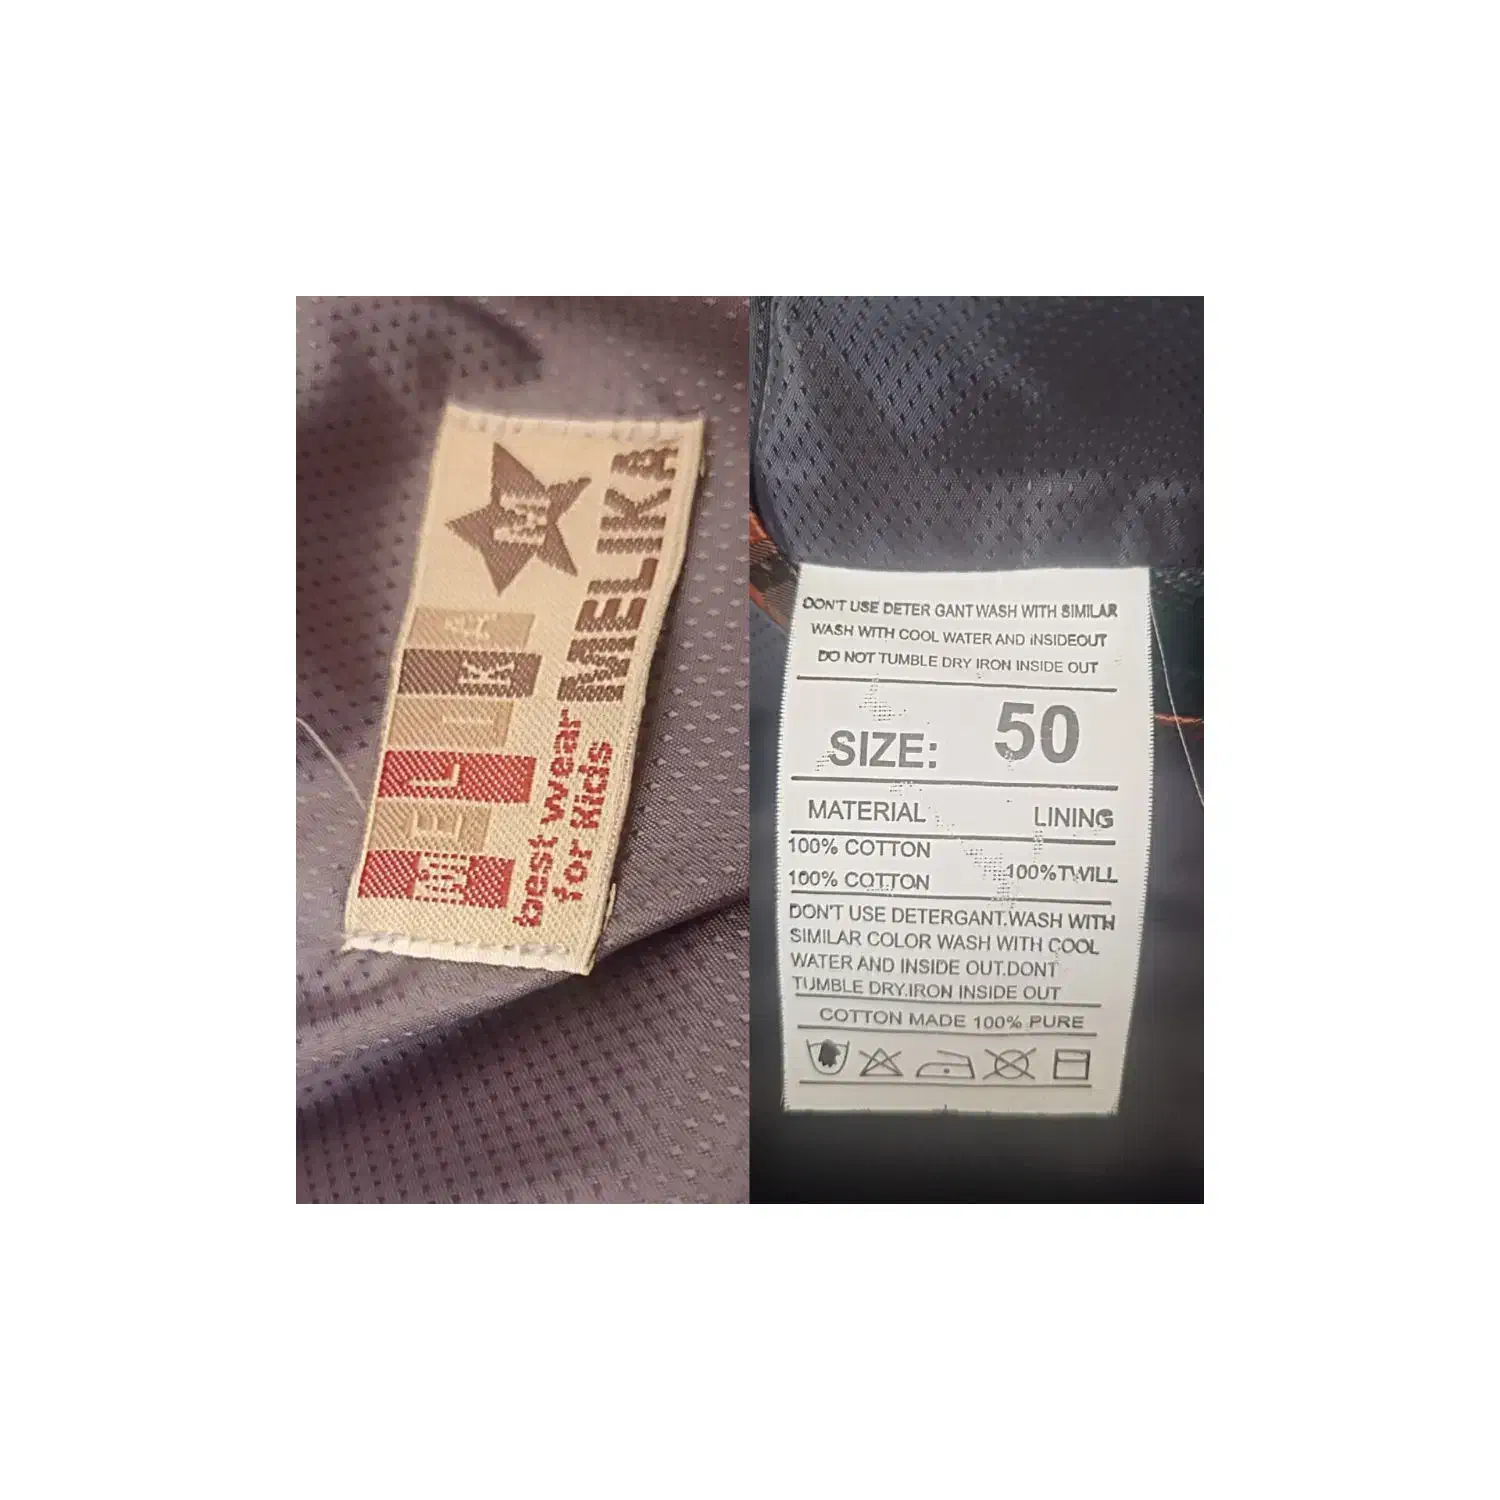 M
MELIKA
MELIKA
best wear
for Kids
DON'T USE DETER GANT WASH WITH SIMILAR
WASH WITH COOL WATER AND INSIDEOUT
DO NOT TUMBLE DRY IRON INSIDE OUT
SIZE: 50
MATERIAL LINING
100% COTTON
100% COTTON 100%TWILL
DON'T USE DETERGANT.WASH WITH
SIMILAR COLOR WASH WITH COOL
WATER AND INSIDE OUT.DONT
TUMBLE DRY.IRON INSIDE OUT
COTTON MADE 100% PURE